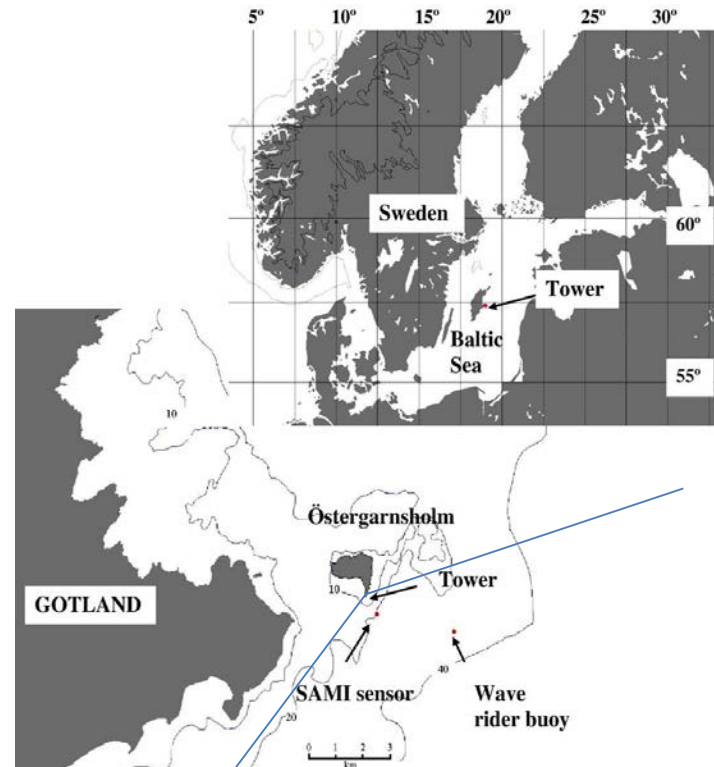 5º 10º 15º 20º 25º 30º
Sweden
60º
Tower
Baltic
Sea
55º
10
Östergarnsholm
10
Tower
GOTLAND
SAMI sensor
40
Wave
rider buoy
20
0 1 2 3
km